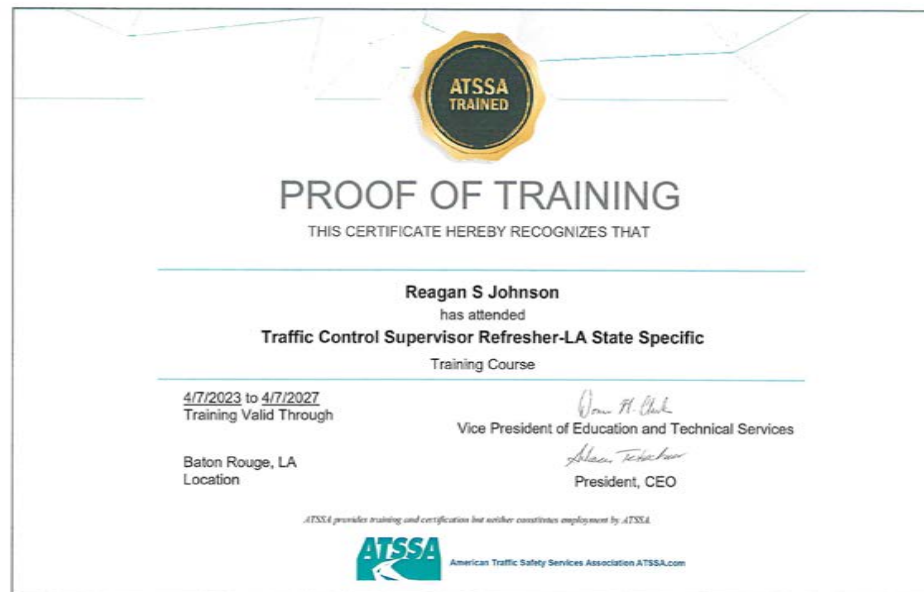 ATSSA
TRAINED
PROOF OF TRAINING
THIS CERTIFICATE HEREBY RECOGNIZES THAT
Reagan S Johnson
has attended
Traffic Control Supervisor Refresher-LA State Specific
Training Course
4/7/2023 to 4/7/2027
Training Valid Through
Vice President of Education and Technical Services
Baton Rouge, LA
Location
President, CEO
ATSSA provides training and certification but neither constitutes employment by ATSSA
ATSSA
American Traffic Safety Services Association ATSSA.com